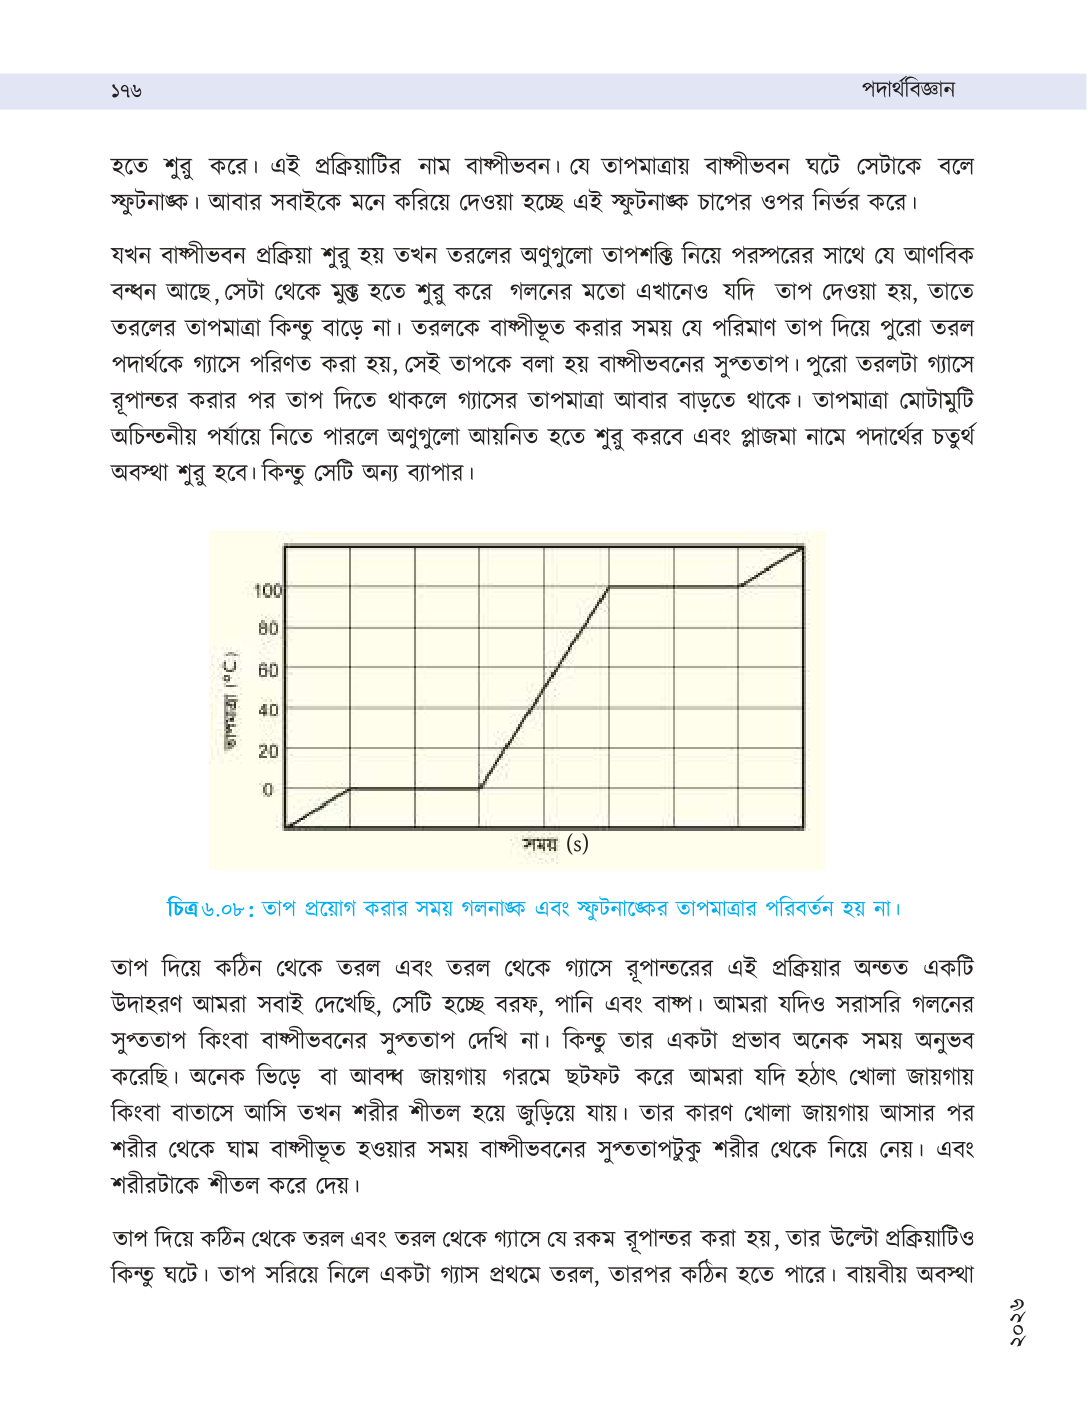 ১৭৬
পদার্থবিজ্ঞান
হতে শুরু করে। এই প্রক্রিয়াটির নাম বাষ্পীভবন। যে তাপমাত্রায় বাষ্পীভবন ঘটে সেটাকে বলে
স্ফুটনাঙ্ক। আবার সবাইকে মনে করিয়ে দেওয়া হচ্ছে এই স্ফুটনাঙ্ক চাপের ওপর নির্ভর করে।
যখন বাষ্পীভবন প্রক্রিয়া শুরু হয় তখন তরলের অণুগুলো তাপশক্তি নিয়ে পরস্পরের সাথে যে আণবিক
বন্ধন আছে, সেটা থেকে মুক্ত হতে শুরু করে গলনের মতো এখানেও যদি তাপ দেওয়া হয়, তাতে
তরলের তাপমাত্রা কিন্তু বাড়ে না। তরলকে বাষ্পীভূত করার সময় যে পরিমাণ তাপ দিয়ে পুরো তরল
পদার্থকে গ্যাসে পরিণত করা হয়, সেই তাপকে বলা হয় বাষ্পীভবনের সুপ্ততাপ। পুরো তরলটা গ্যাসে
রূপান্তর করার পর তাপ দিতে থাকলে গ্যাসের তাপমাত্রা আবার বাড়তে থাকে। তাপমাত্রা মোটামুটি
অচিন্তনীয় পর্যায়ে নিতে পারলে অণুগুলো আয়নিত হতে শুরু করবে এবং প্লাজমা নামে পদার্থের চতুর্থ
অবস্থা শুরু হবে। কিন্তু সেটি অন্য ব্যাপার।
100
80
60
40
20
0
তাপমাত্রা (°C)
সময় (s)
চিত্র ৬.০৮: তাপ প্রয়োগ করার সময় গলনাঙ্ক এবং স্ফুটনাঙ্কের তাপমাত্রার পরিবর্তন হয় না।
তাপ দিয়ে কঠিন থেকে তরল এবং তরল থেকে গ্যাসে রূপান্তরের এই প্রক্রিয়ার অন্তত একটি
উদাহরণ আমরা সবাই দেখেছি, সেটি হচ্ছে বরফ, পানি এবং বাষ্প। আমরা যদিও সরাসরি গলনের
সুপ্ততাপ কিংবা বাষ্পীভবনের সুপ্ততাপ দেখি না। কিন্তু তার একটা প্রভাব অনেক সময় অনুভব
করেছি। অনেক ভিড়ে বা আবদ্ধ জায়গায় গরমে ছটফট করে আমরা যদি হঠাৎ খোলা জায়গায়
কিংবা বাতাসে আসি তখন শরীর শীতল হয়ে জুড়িয়ে যায়। তার কারণ খোলা জায়গায় আসার পর
শরীর থেকে ঘাম বাষ্পীভূত হওয়ার সময় বাষ্পীভবনের সুপ্ততাপটুকু শরীর থেকে নিয়ে নেয়। এবং
শরীরটাকে শীতল করে দেয়।
তাপ দিয়ে কঠিন থেকে তরল এবং তরল থেকে গ্যাসে যে রকম রূপান্তর করা হয়, তার উল্টো প্রক্রিয়াটিও
কিন্তু ঘটে। তাপ সরিয়ে নিলে একটা গ্যাস প্রথমে তরল, তারপর কঠিন হতে পারে। বায়বীয় অবস্থা
২০২৬